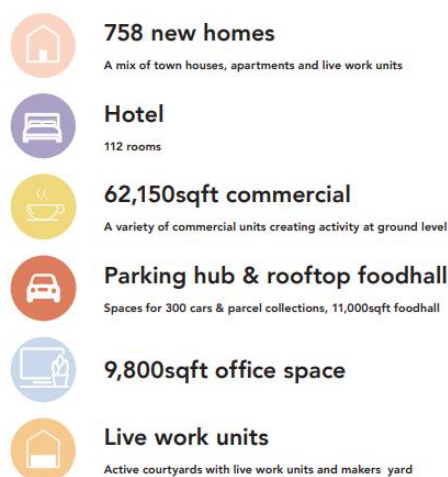 758 new homes
A mix of town houses, apartments and live work units
Hotel
112 rooms
62,150sqft commercial
A variety of commercial units creating activity at ground level
Parking hub & rooftop foodhall
Spaces for 300 cars & parcel collections, 11,000sqft foodhall
9,800sqft office space
Live work units
Active courtyards with live work units and makers yard